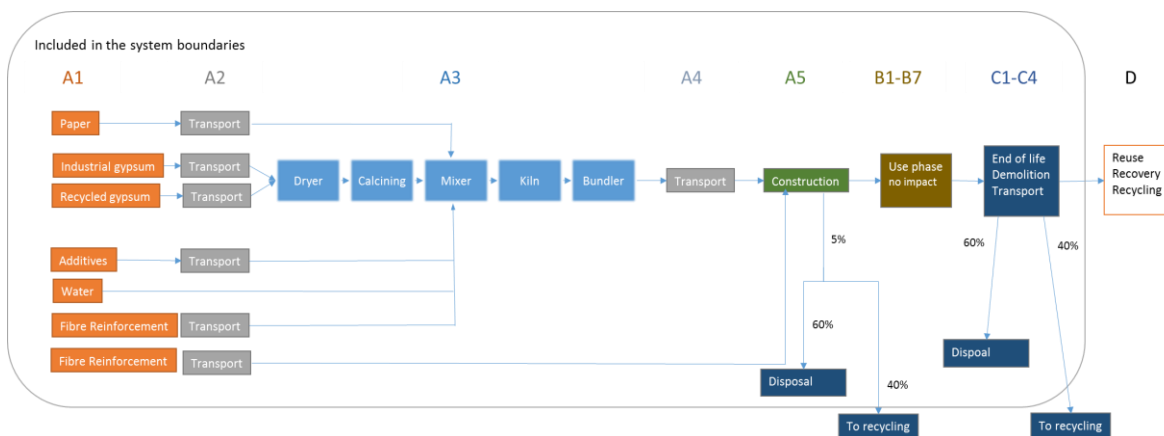 Included in the system boundaries
A1 A2 A3 A4 A5 B1-B7 C1-C4 D
Paper Transport
Industrial gypsum Transport
Recycled gypsum Transport
Dryer Calcining Mixer Kiln Bundler Transport Construction
Use phase
no impact
End of life
Demolition
Transport
Reuse
Recovery
Recycling
5%
60%
40%
Additives Transport
Water
Fibre Reinforcement Transport
Fibre Reinforcement Transport
60%
Disposal
40%
To recycling
Dispoal
To recycling